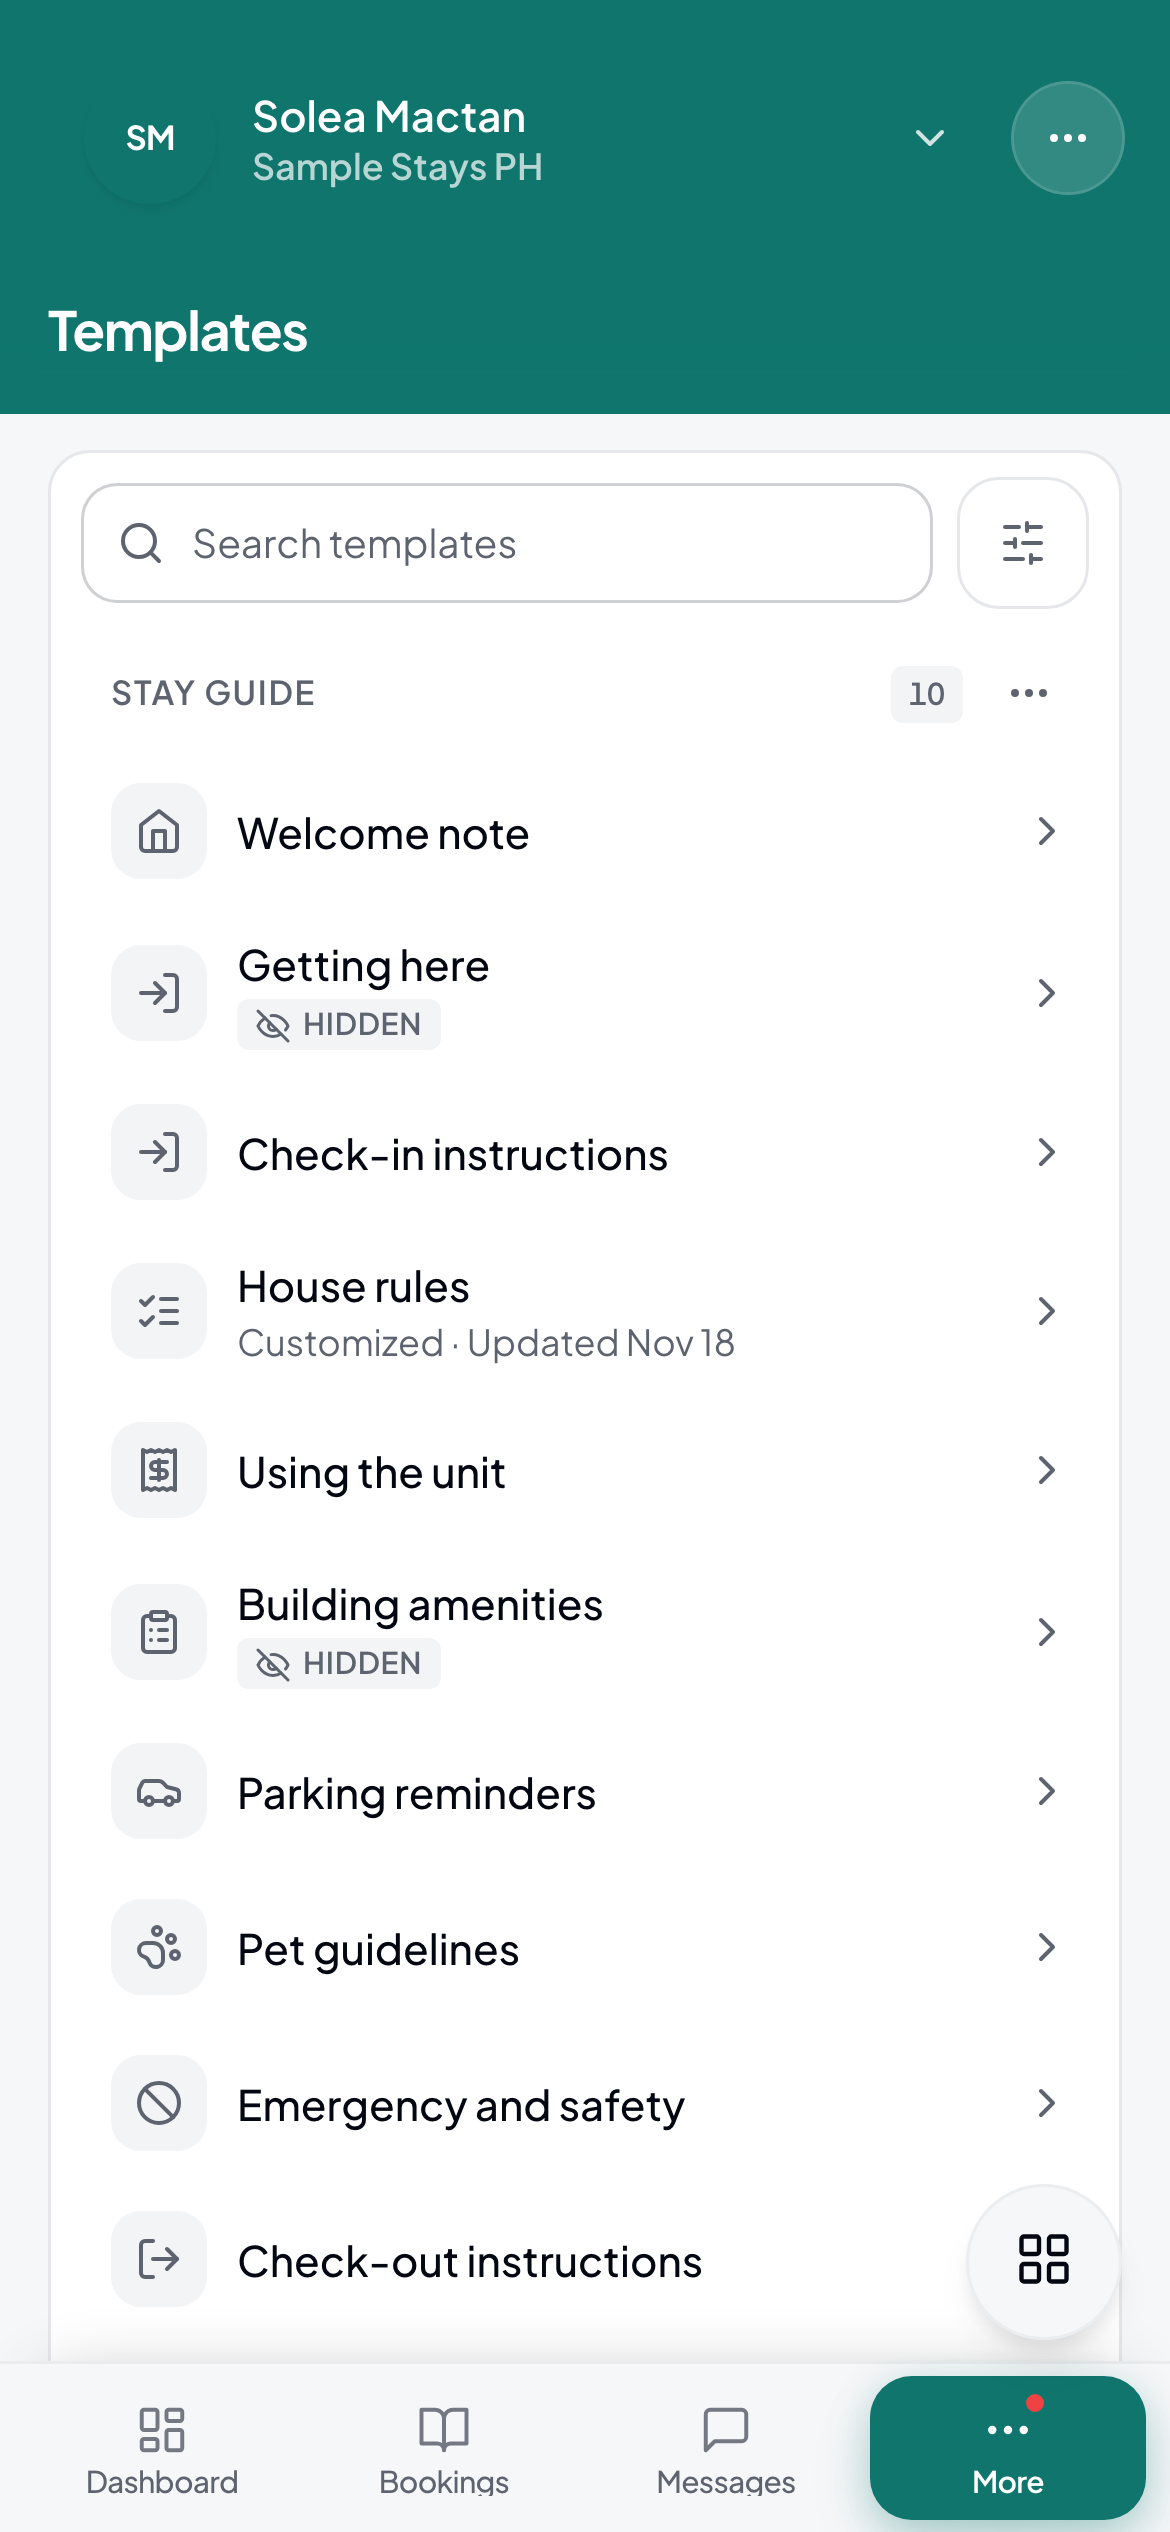 SM
Solea Mactan
Sample Stays PH
Templates
Search templates
STAY GUIDE
10
Welcome note
Getting here
HIDDEN
Check-in instructions
House rules
Customized · Updated Nov 18
Using the unit
Building amenities
HIDDEN
Parking reminders
Pet guidelines
Emergency and safety
Check-out instructions
Dashboard
Bookings
Messages
More